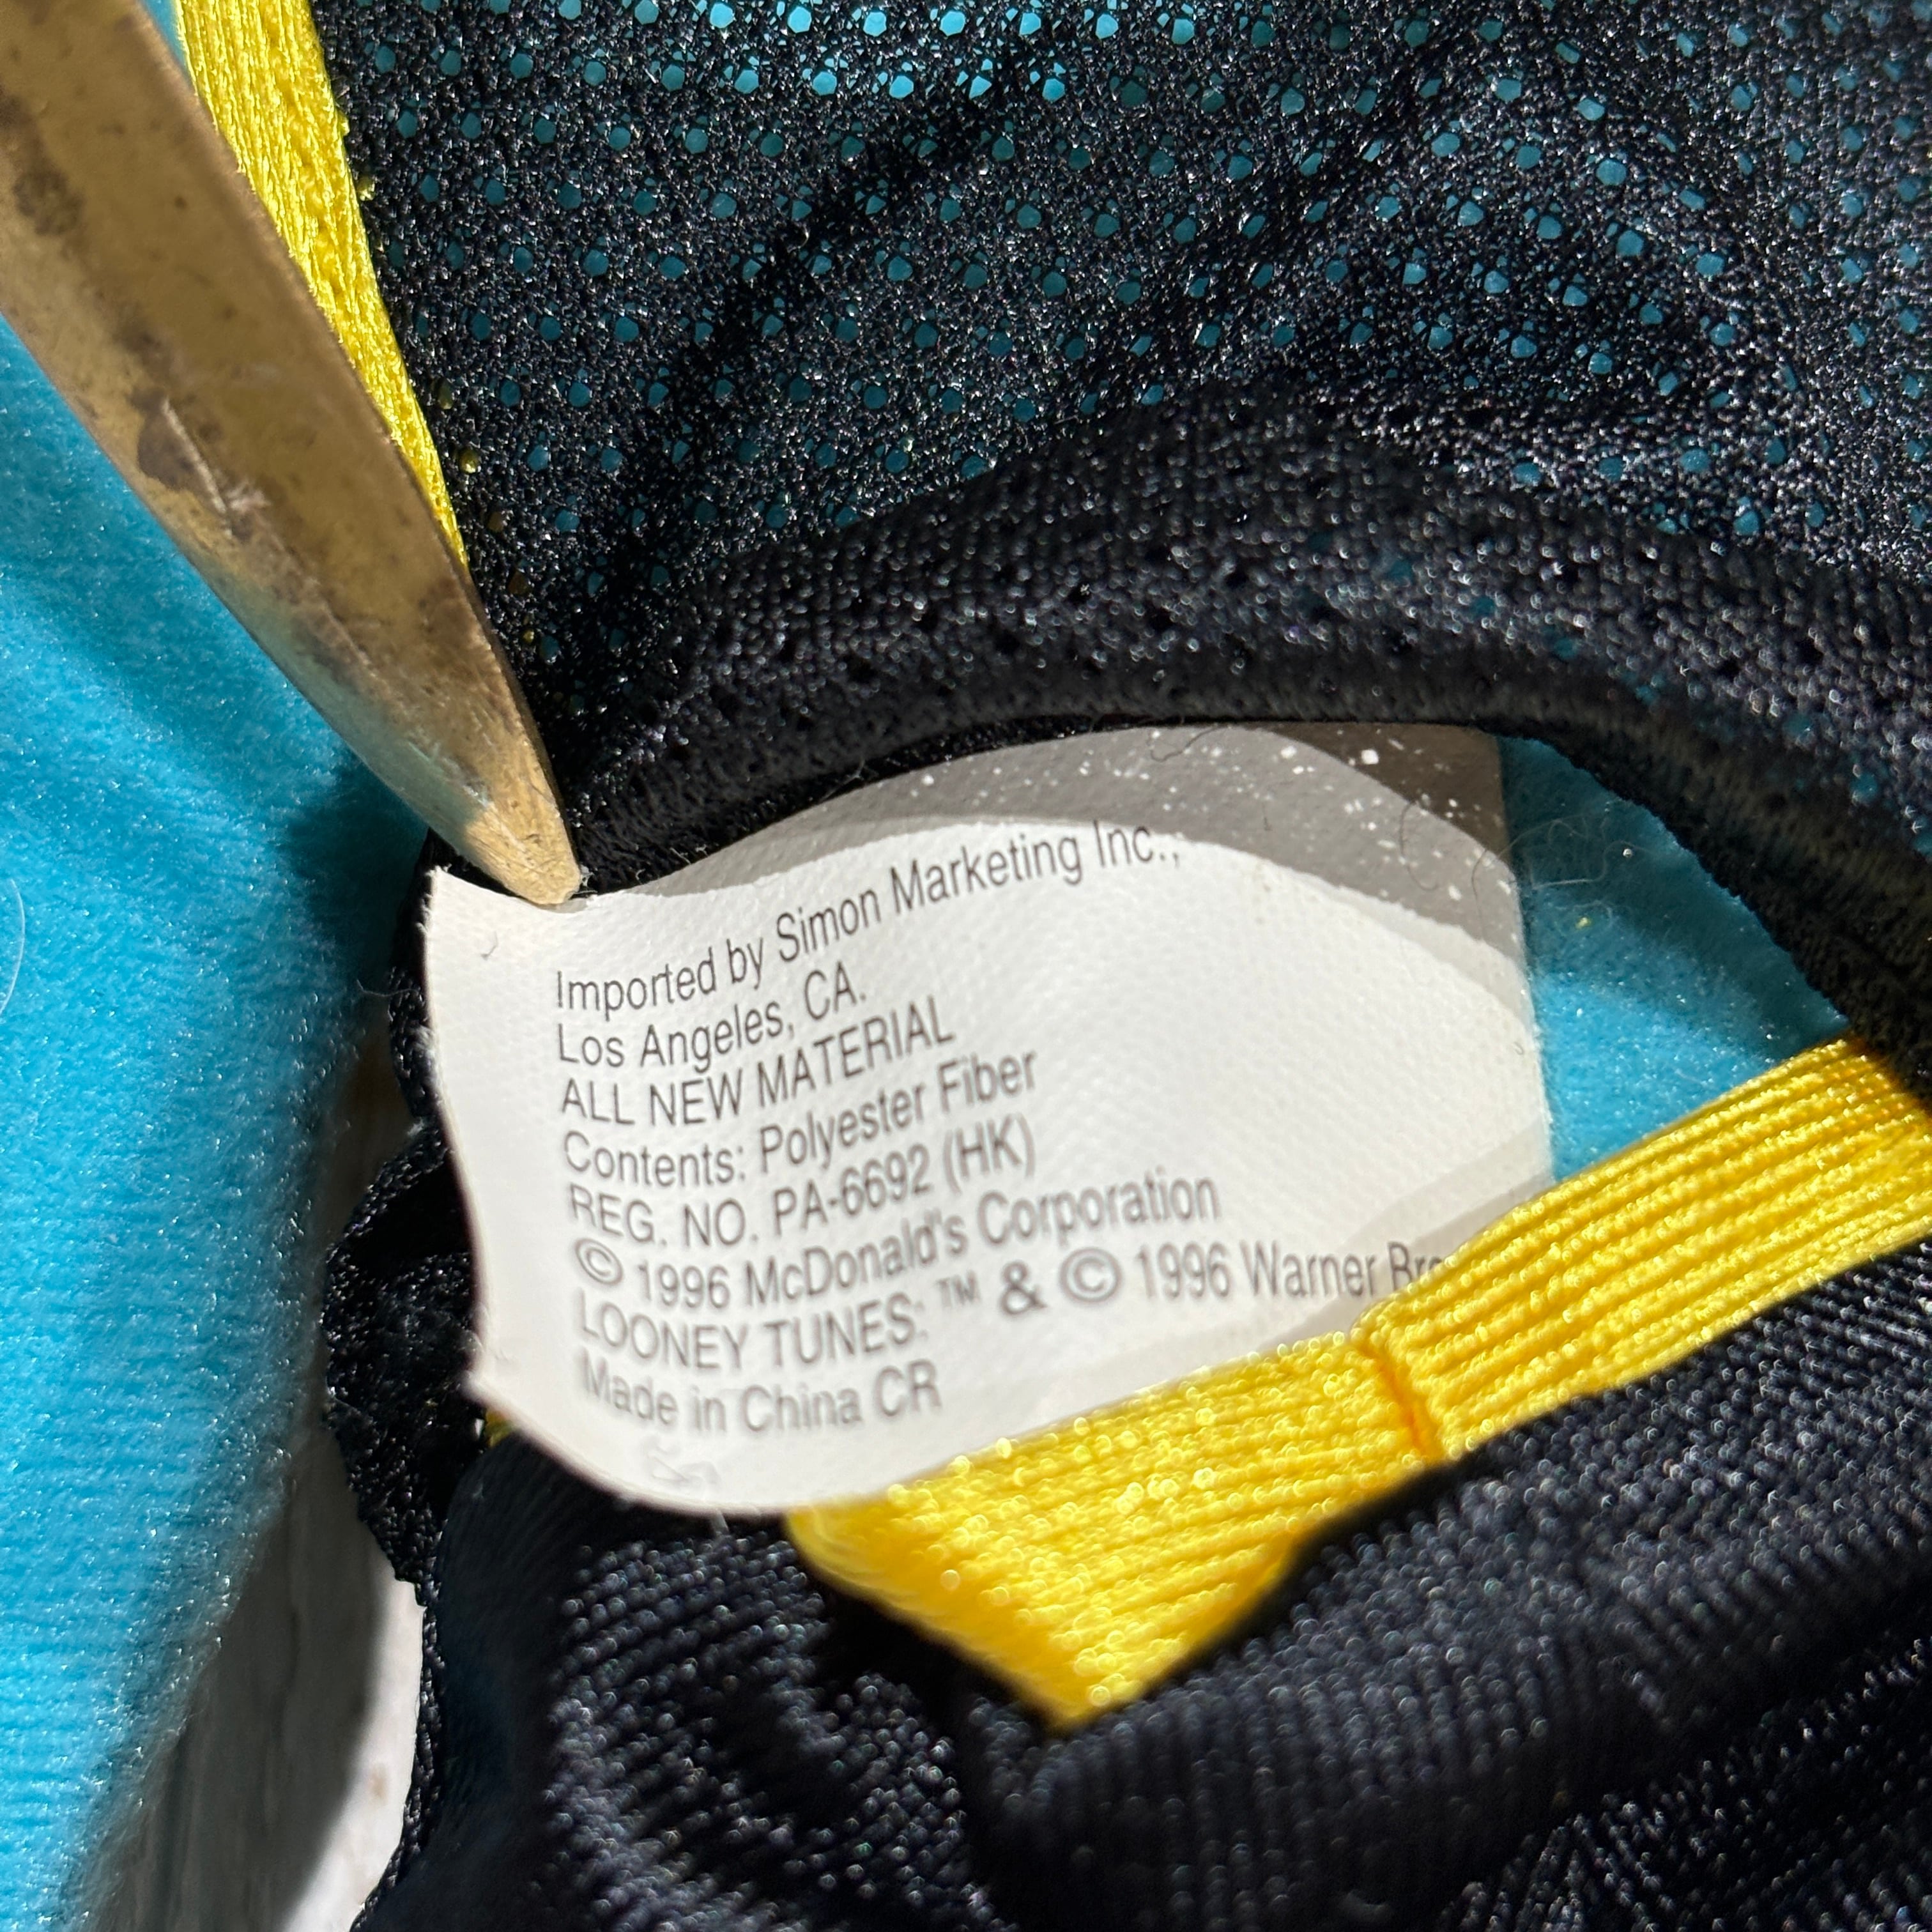 Imported by Simon Marketing Inc.,
Los Angeles, CA.
ALL NEW MATERIAL
Contents: Polyester Fiber
REG. NO. PA-6692 (HK)
© 1996 McDonald's Corporation
LOONEY TUNES: ™ & © 1996 Warner
Made in China CR